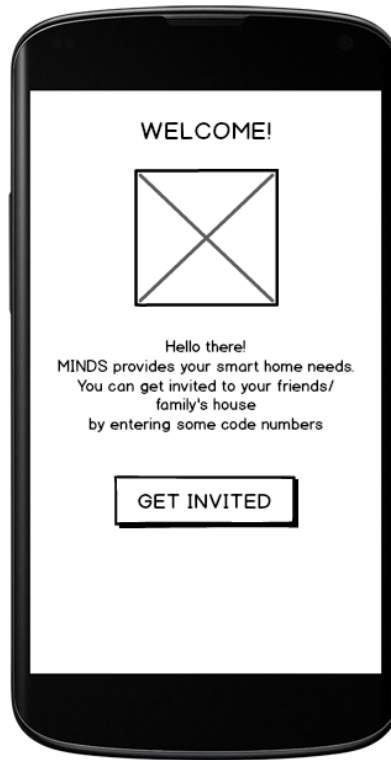 WELCOME!
Hello there!
MINDS provides your smart home needs.
You can get invited to your friends/
family's house
by entering some code numbers
GET INVITED